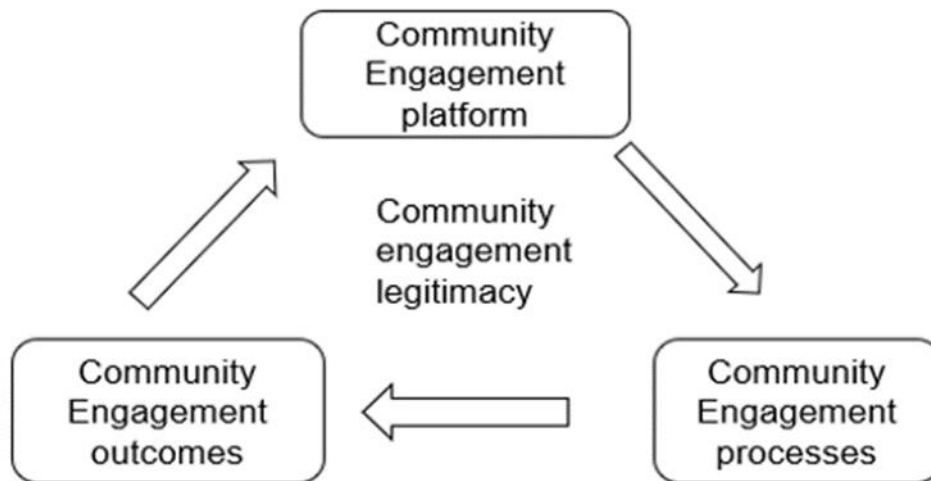 Community
Engagement
platform
Community
engagement
legitimacy
Community
Engagement
outcomes
Community
Engagement
processes